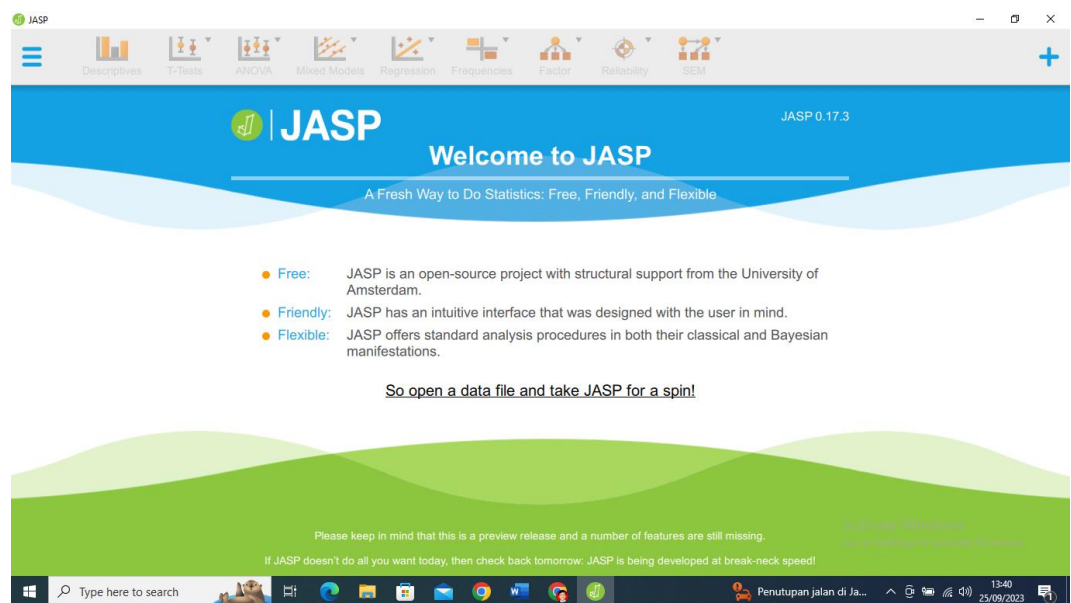 JASP
Descriptives T-Tests ANOVA Mixed Models Regression Frequencies Factor Reliability SEM
JASP
JASP 0.17.3
Welcome to JASP
A Fresh Way to Do Statistics: Free, Friendly, and Flexible
Free: JASP is an open-source project with structural support from the University of
Amsterdam.
Friendly: JASP has an intuitive interface that was designed with the user in mind.
Flexible: JASP offers standard analysis procedures in both their classical and Bayesian
manifestations.
So open a data file and take JASP for a spin!
Please keep in mind that this is a preview release and a number of features are still missing.
If JASP doesn't do all you want today, then check back tomorrow: JASP is being developed at break-neck speed!
Type here to search
Penutupan jalan di Ja...
13:40
25/09/2023